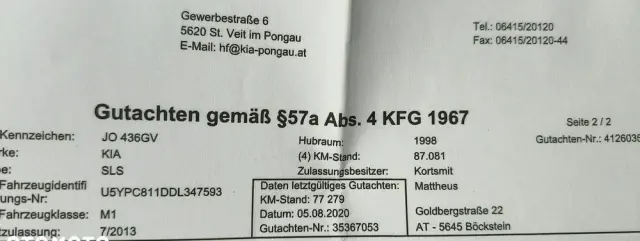 Gewerbestraße 6
5620 St. Veit im Pongau
E-Mail: hf@kia-pongau.at
Tel.: 06415/20120
Fax: 06415/20120-44
Gutachten gemäß §57a Abs. 4 KFG 1967
Seite 2 / 2
Kennzeichen: JO 436GV Hubraum: 1998 Gutachten-Nr.: 4126035
rke: KIA (4) KM-Stand: 87.081
e: SLS Zulassungsbesitzer: Kortsmit
Fahrzeugidentifi
ungs-Nr: U5YPC811DDL347593
Daten letztgültiges Gutachten: Mattheus
KM-Stand: 77 279
Fahrzeugklasse: M1 Datum: 05.08.2020 Goldbergstraße 22
tzulassung: 7/2013 Gutachten-Nr.: 35367053 AT - 5645 Böckstein